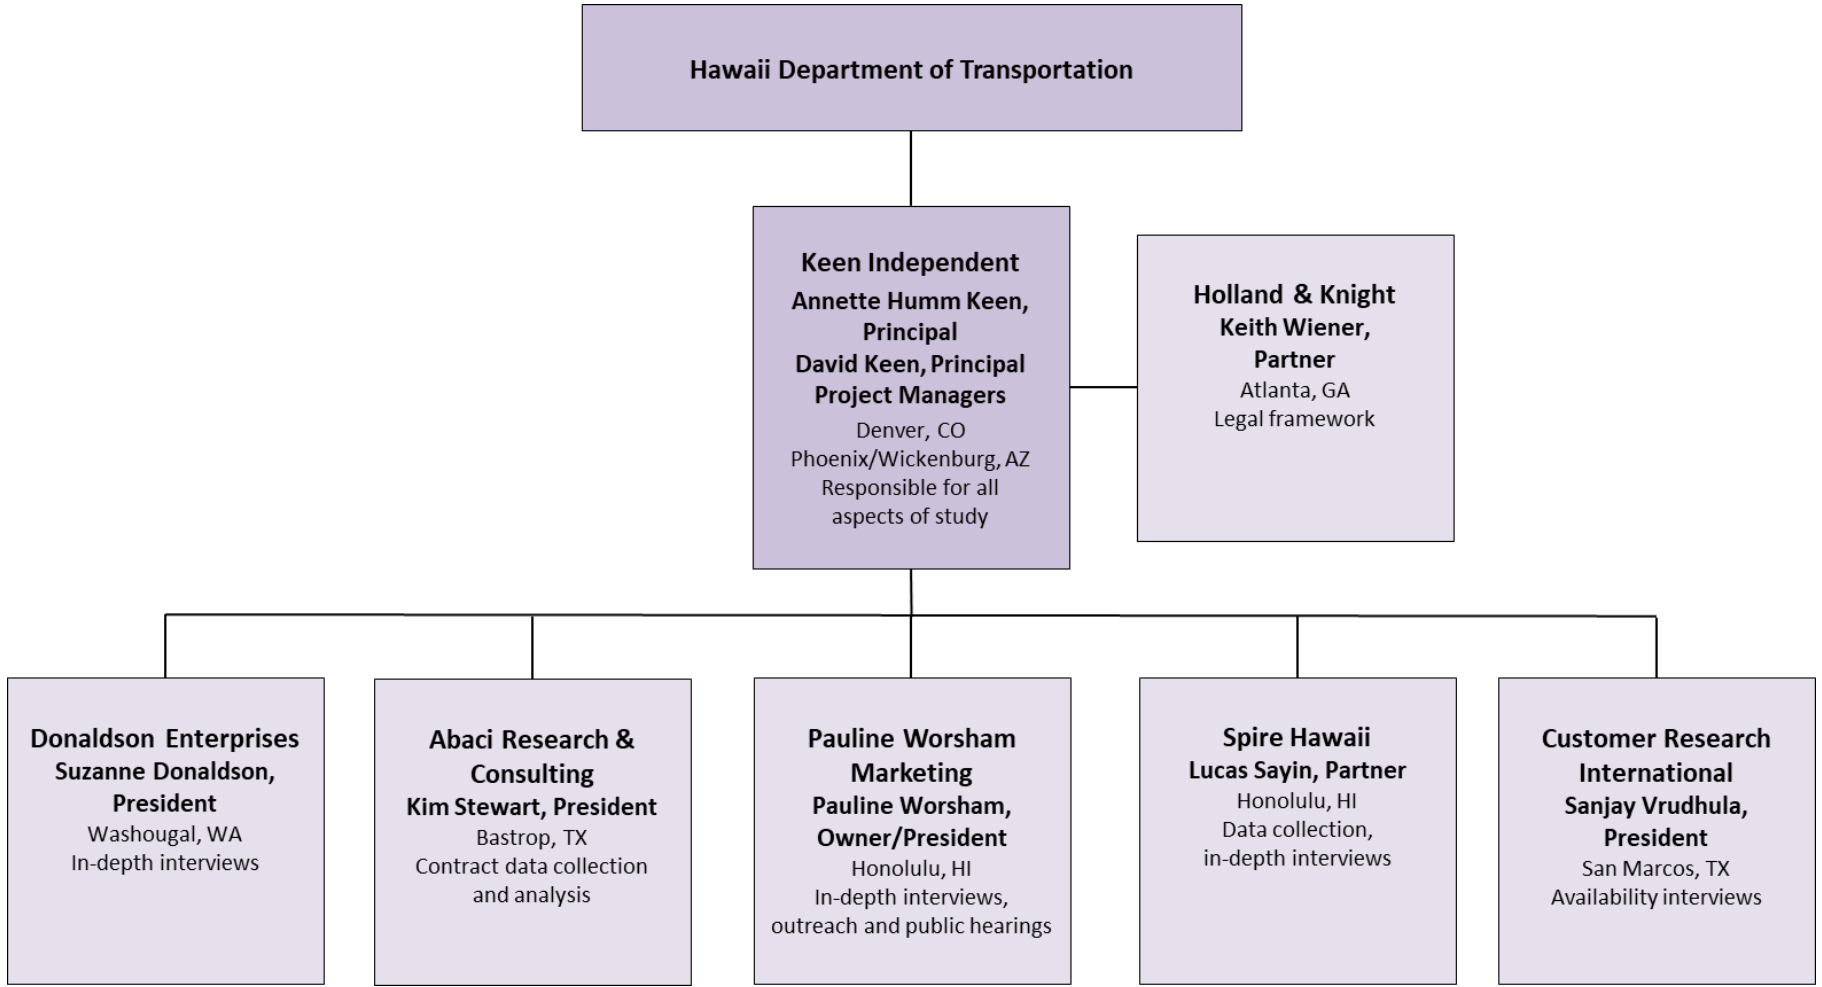 Hawaii Department of Transportation
Keen Independent
Annette Humm Keen,
Principal
David Keen, Principal
Project Managers
Denver, CO
Phoenix/Wickenburg, AZ
Responsible for all
aspects of study
Holland & Knight
Keith Wiener,
Partner
Atlanta, GA
Legal framework
Donaldson Enterprises
Suzanne Donaldson,
President
Washougal, WA
In-depth interviews
Abaci Research &
Consulting
Kim Stewart, President
Bastrop, TX
Contract data collection
and analysis
Pauline Worsham
Marketing
Pauline Worsham,
Owner/President
Honolulu, HI
In-depth interviews,
outreach and public hearings
Spire Hawaii
Lucas Sayin, Partner
Honolulu, HI
Data collection,
in-depth interviews
Customer Research
International
Sanjay Vrudhula,
President
San Marcos, TX
Availability interviews